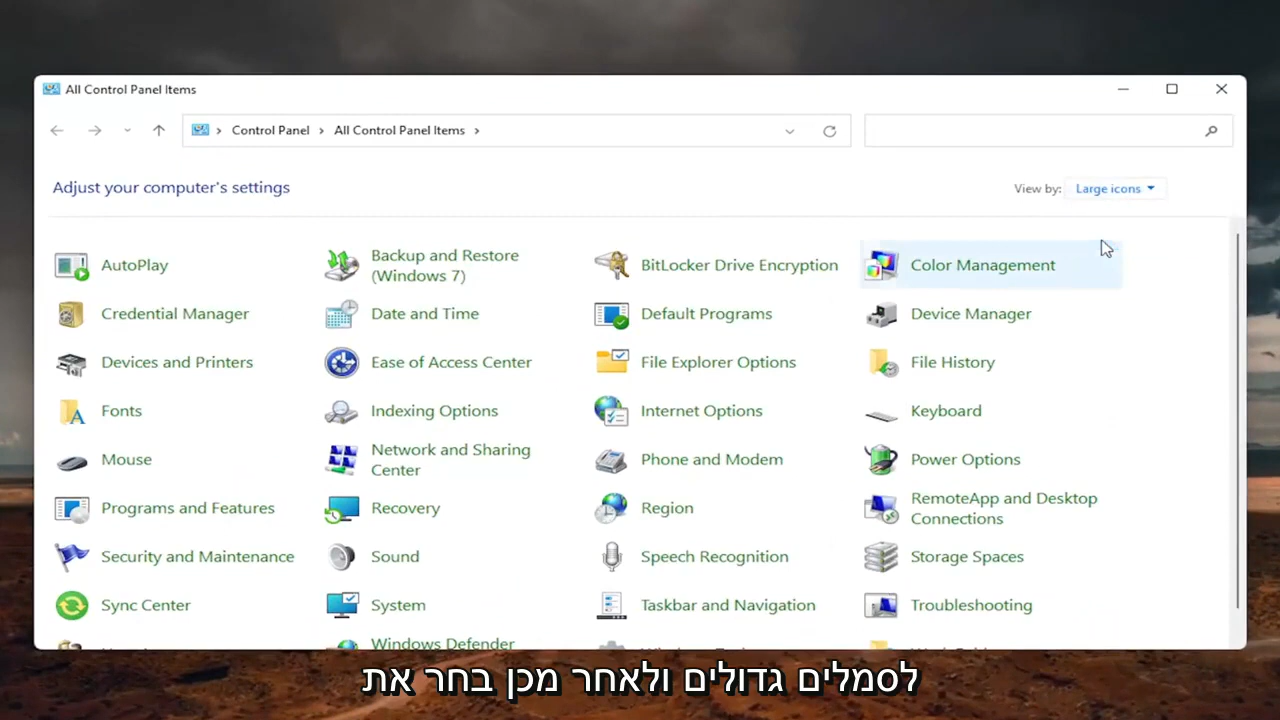 All Control Panel Items
Control Panel > All Control Panel Items >
Adjust your computer's settings
View by: Large icons
AutoPlay
Backup and Restore
(Windows 7)
BitLocker Drive Encryption
Color Management
Credential Manager
Date and Time
Default Programs
Device Manager
Devices and Printers
Ease of Access Center
File Explorer Options
File History
Fonts
Indexing Options
Internet Options
Keyboard
Mouse
Network and Sharing
Center
Phone and Modem
Power Options
Programs and Features
Recovery
Region
RemoteApp and Desktop
Connections
Security and Maintenance
Sound
Speech Recognition
Storage Spaces
Sync Center
System
Taskbar and Navigation
Troubleshooting
Windows Defender
לסמלים גדולים ולאחר מכן בחר את